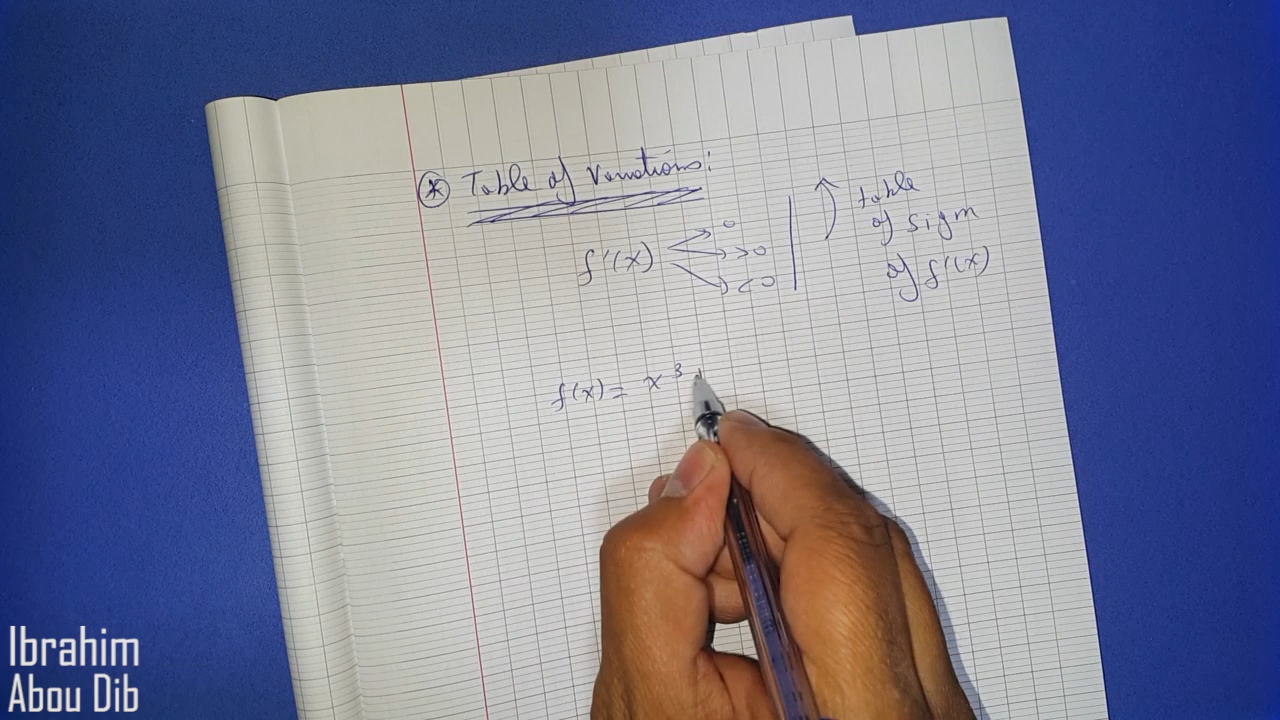 * Table of Variations:
f'(x) 0
>0
<0
table
of sign
of f'(x)
f(x) = x³
Ibrahim
Abou Dib